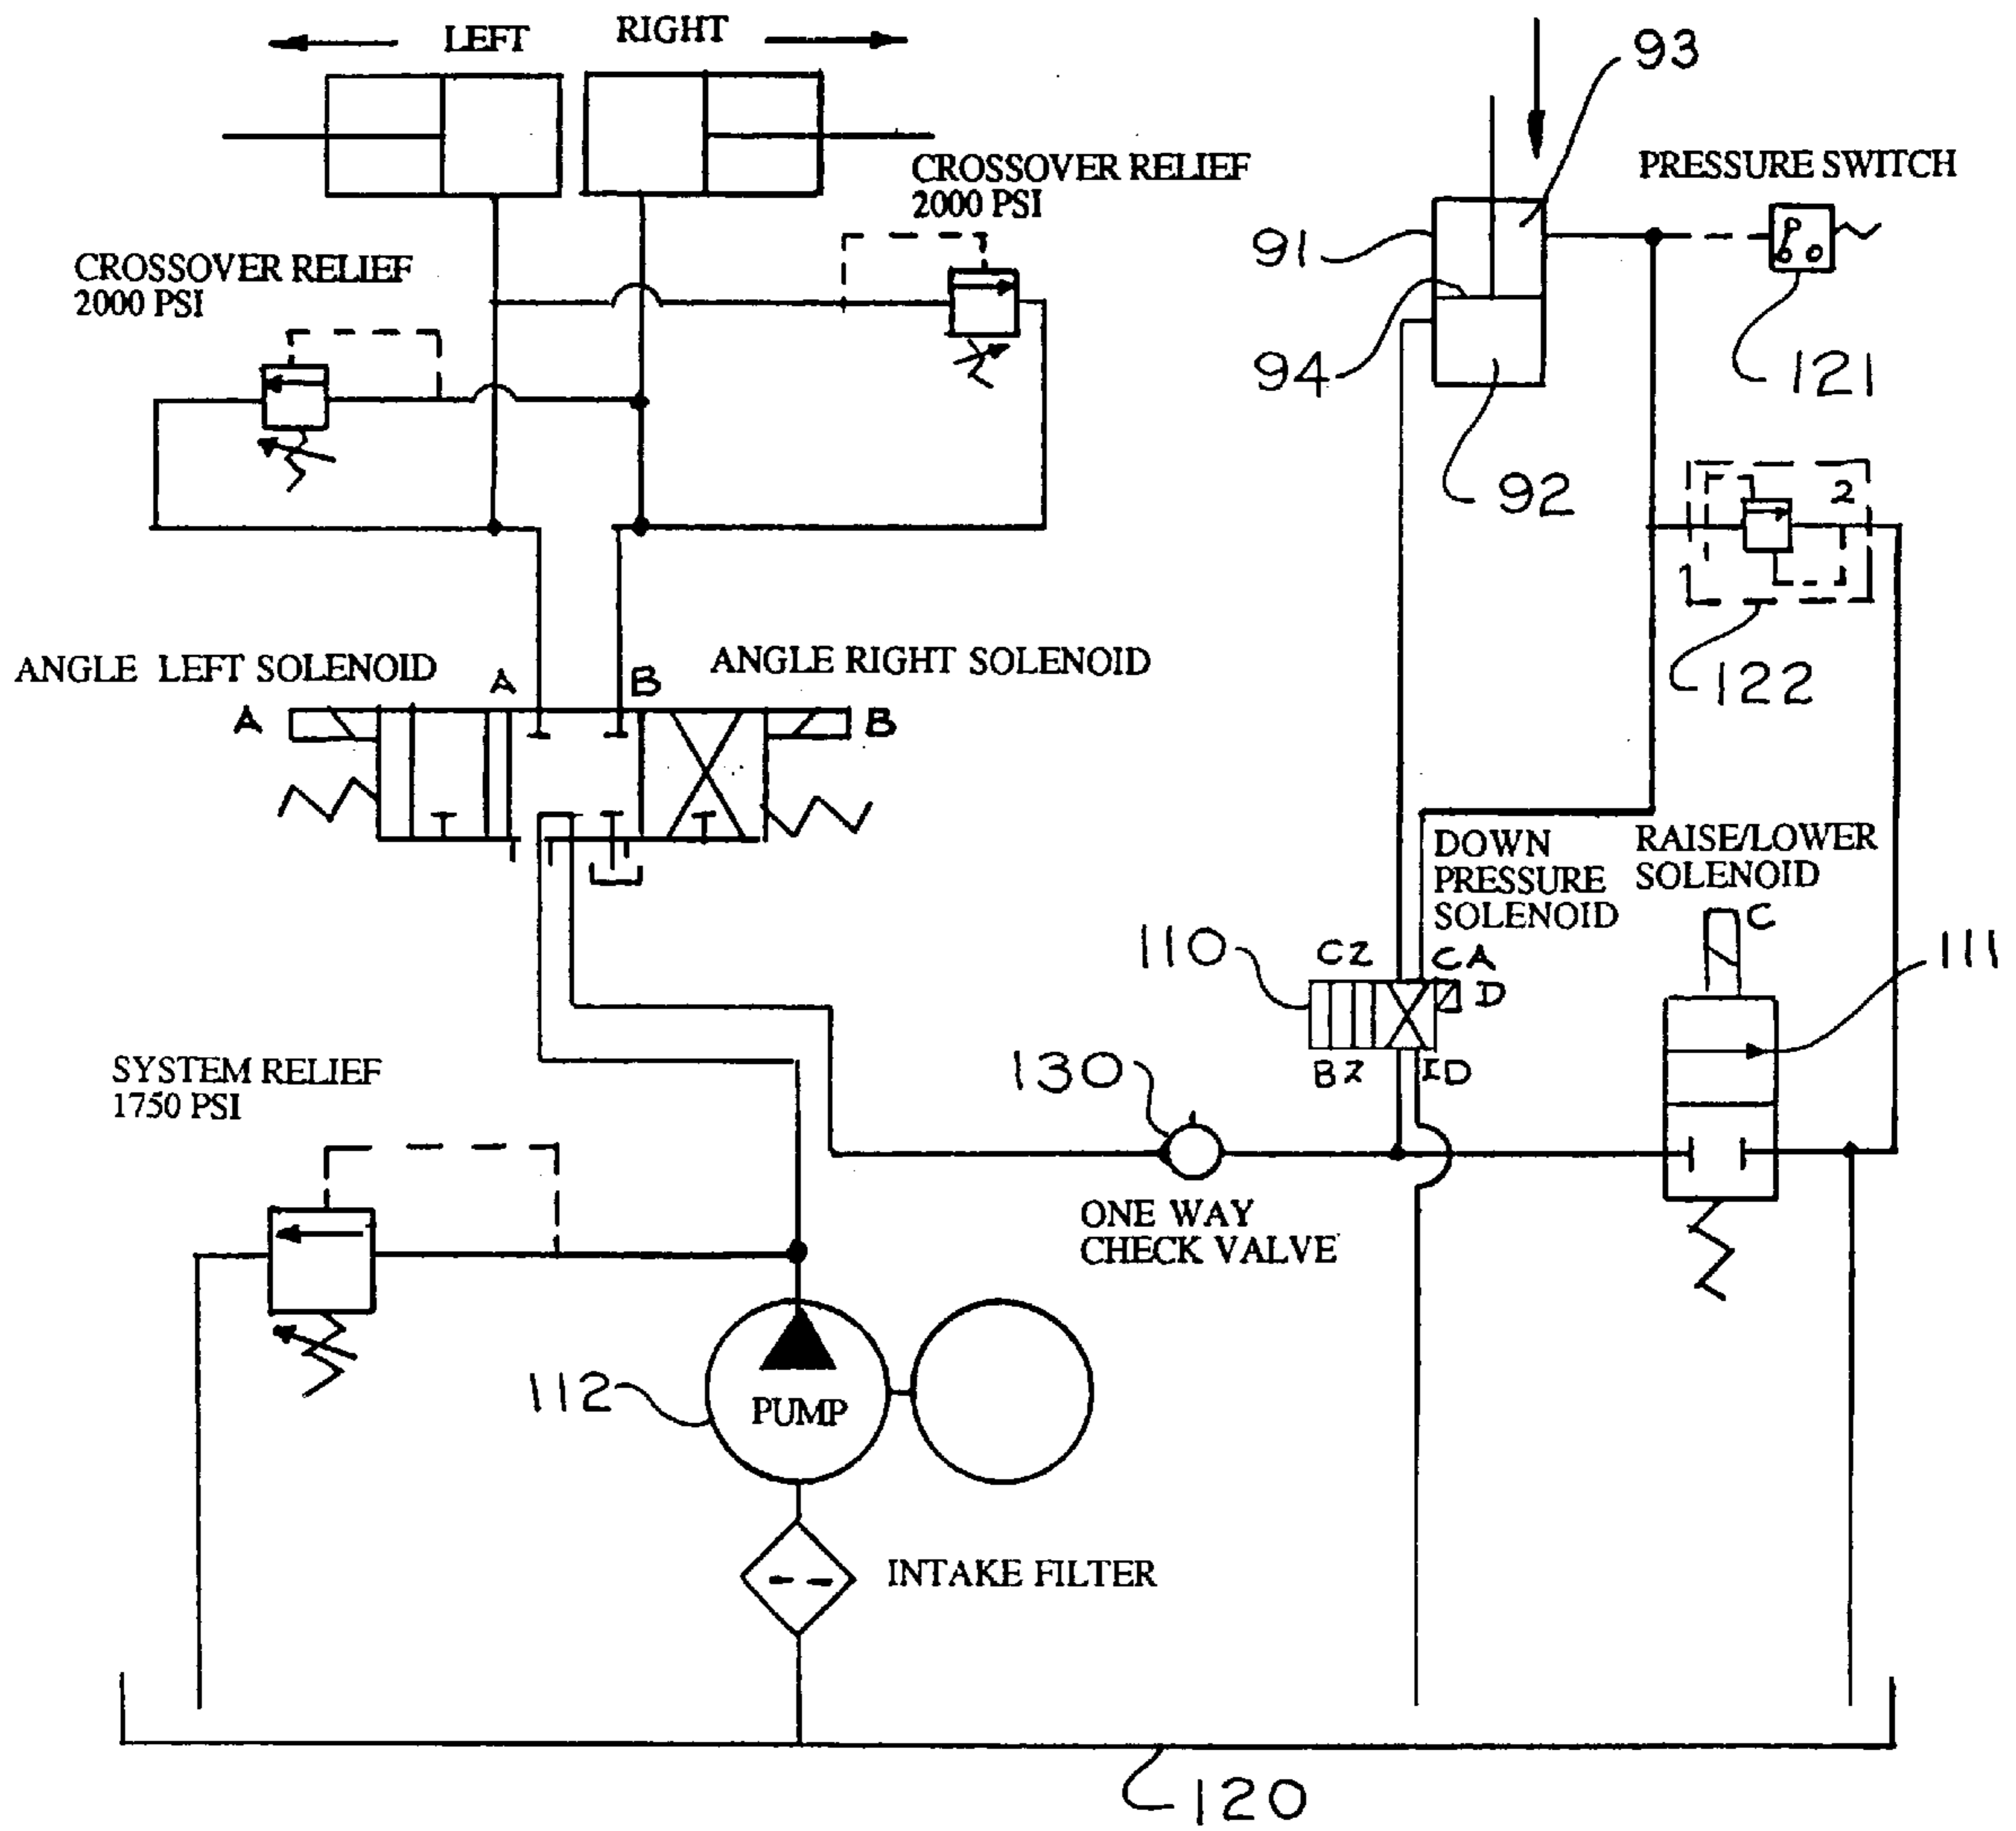 LEFT
RIGHT
93
CROSSOVER RELIEF
2000 PSI
PRESSURE SWITCH
91
CROSSOVER RELIEF
2000 PSI
94
121
92
2
122
ANGLE LEFT SOLENOID
A
B
ANGLE RIGHT SOLENOID
A
B
DOWN
PRESSURE
SOLENOID
RAISE/LOWER
SOLENOID
C
110
CZ
CA
D
111
BZ
ID
130
SYSTEM RELIEF
1750 PSI
ONE WAY
CHECK VALVE
112
PUMP
INTAKE FILTER
120